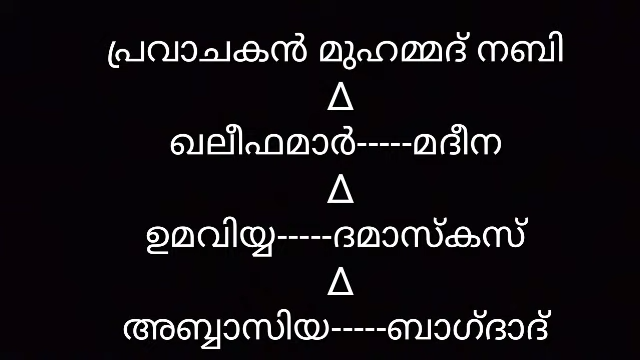 പ്രവാചകൻ മുഹമ്മദ് നബി
Δ
ഖലീഫമാർ-----മദീന
Δ
ഉമവിയ്യ-----ദമാസ്കസ്
Δ
അബ്ബാസിയ-----ബാഗ്ദാദ്